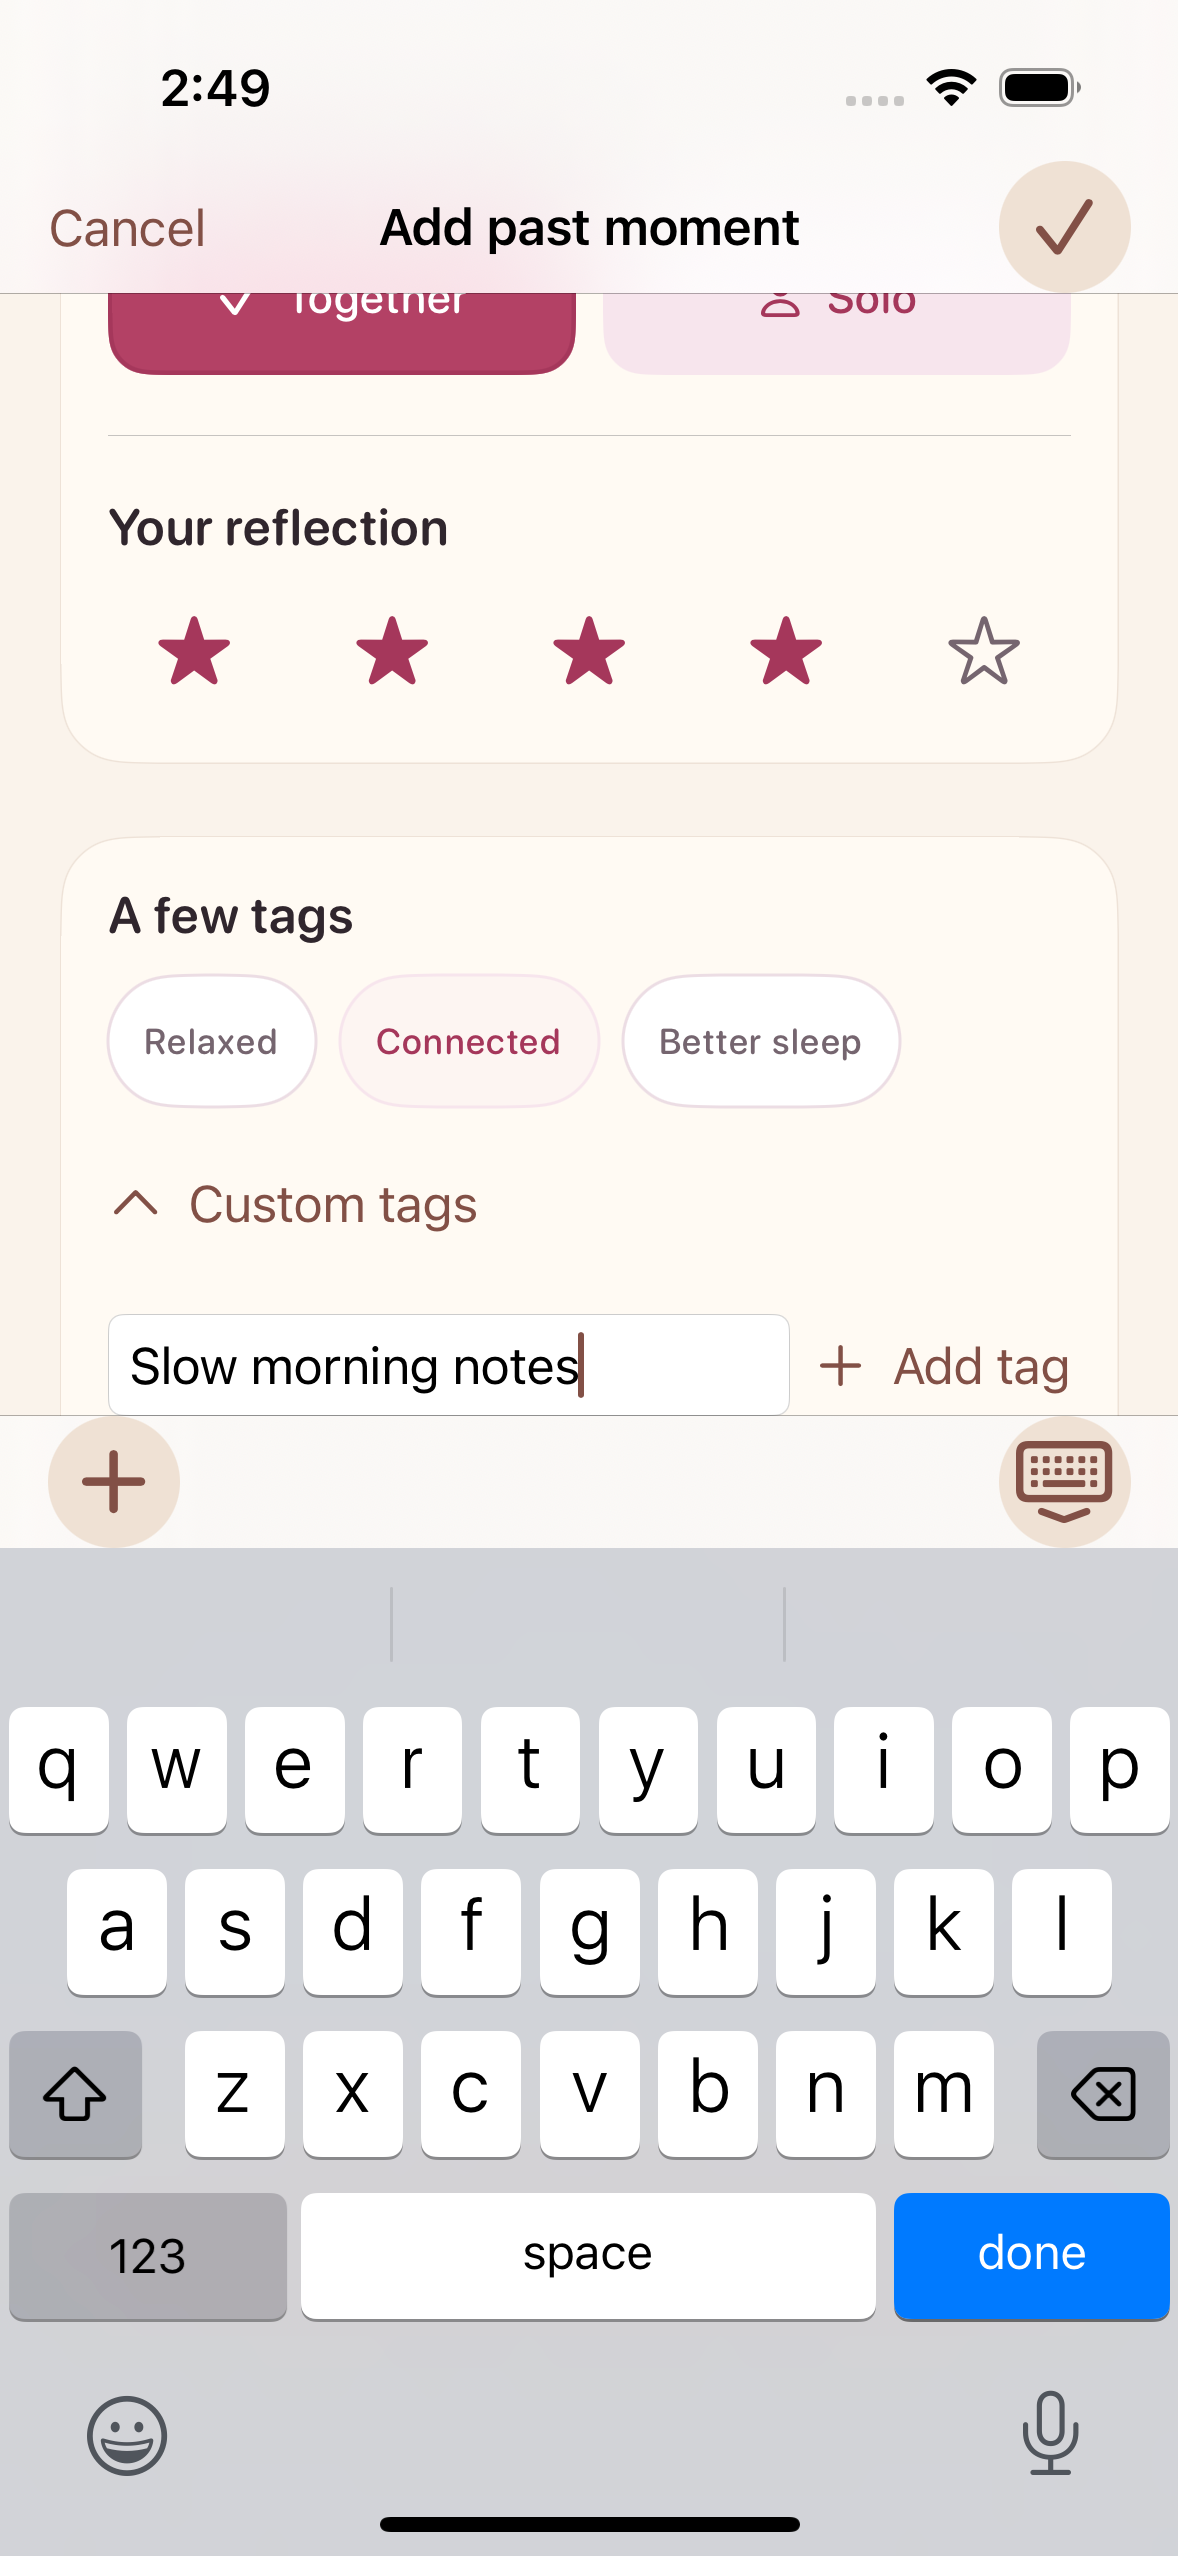 2:49
Cancel
Add past moment
Together
Solo
Your reflection
A few tags
Relaxed
Connected
Better sleep
Custom tags
Slow morning notes
Add tag
q w e r t y u i o p
a s d f g h j k l
z x c v b n m
123
space
done